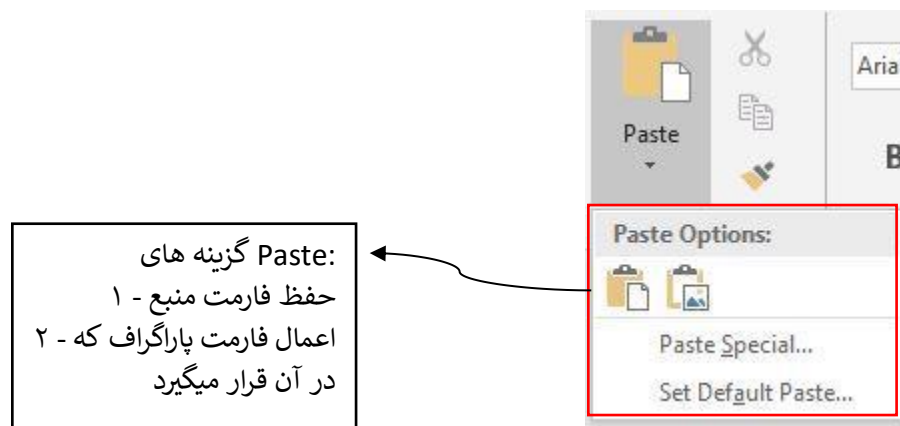 Paste
Aria
B
Paste Options:
Paste Special...
Set Default Paste...
گزینه های Paste:
حفظ فارمت منبع - ۱
اعمال فارمت پاراگراف که - ۲
در آن قرار میگیرد